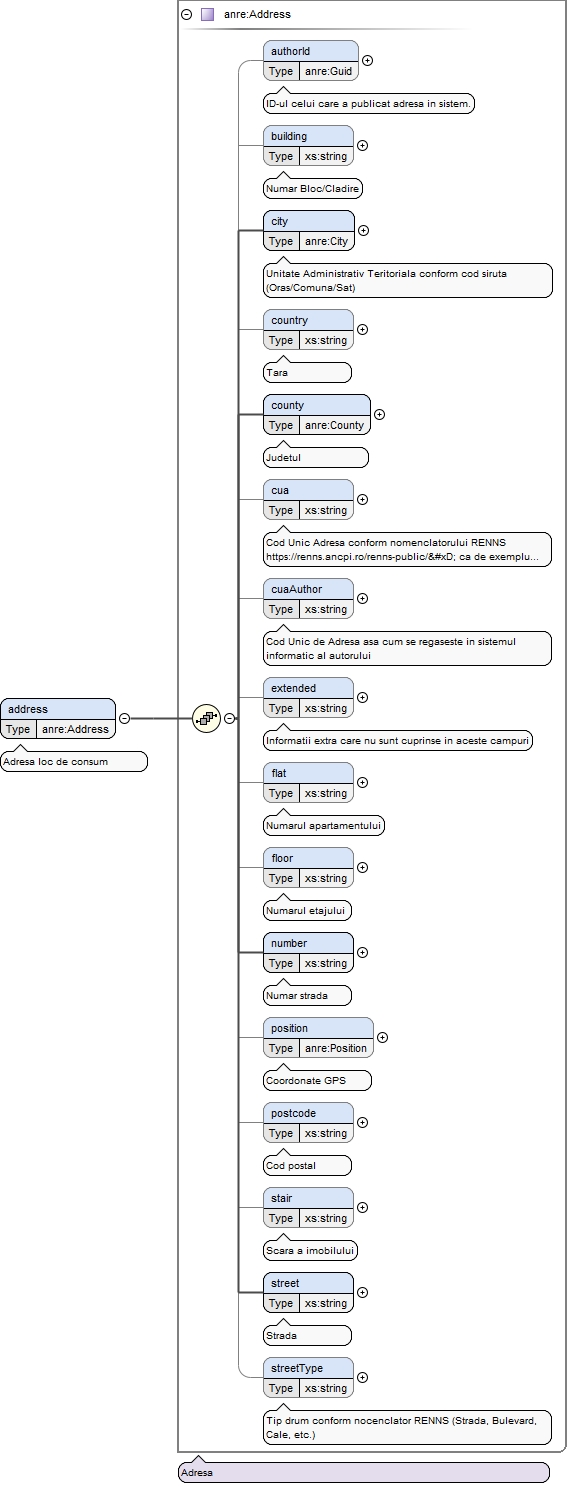 anre:Address
authorId
Type anre:Guid
ID-ul celui care a publicat adresa in sistem.
building
Type xs:string
Numar Bloc/Cladire
city
Type anre:City
Unitate Administrativ Teritoriala conform cod siruta
(Oras/Comuna/Sat)
country
Type xs:string
Tara
county
Type anre:County
Judetul
cua
Type xs:string
Cod Unic Adresa conform nomenclatorului RENNS
https://renns.ancpi.ro/renns-public/&#xD; ca de exemplu...
cuaAuthor
Type xs:string
Cod Unic de Adresa asa cum se regaseste in sistemul
informatic al autorului
extended
Type xs:string
Informatii extra care nu sunt cuprinse in aceste campuri
address
Type anre:Address
Adresa loc de consum
flat
Type xs:string
Numarul apartamentului
floor
Type xs:string
Numarul etajului
number
Type xs:string
Numar strada
position
Type anre:Position
Coordonate GPS
postcode
Type xs:string
Cod postal
stair
Type xs:string
Scara a imobilului
street
Type xs:string
Strada
streetType
Type xs:string
Tip drum conform nocenclator RENNS (Strada, Bulevard,
Cale, etc.)
Adresa